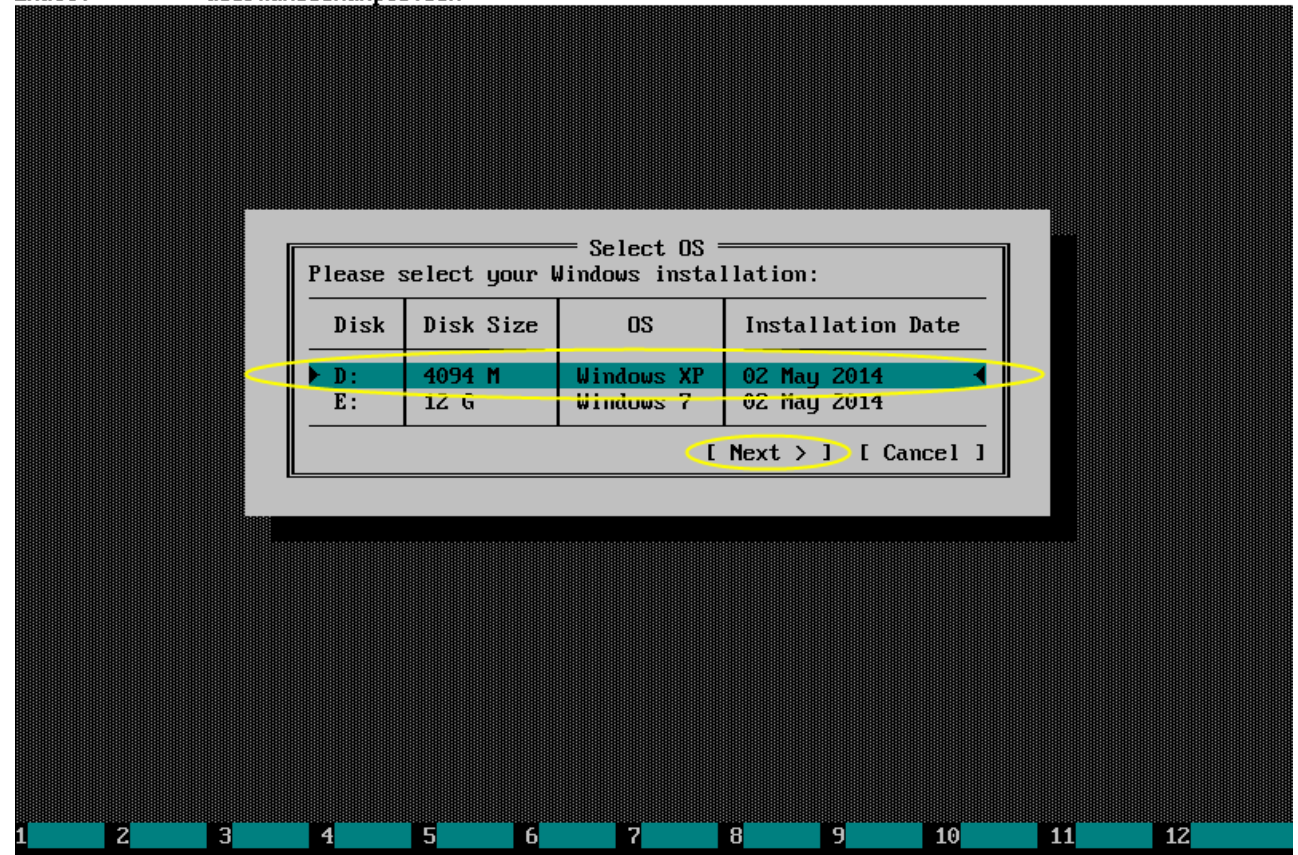 Select OS
Please select your Windows installation:
Disk Disk Size OS Installation Date
D: 4094 M Windows XP 02 May 2014
E: 12 G Windows 7 02 May 2014
[ Next > ] [ Cancel ]
1 2 3 4 5 6 7 8 9 10 11 12